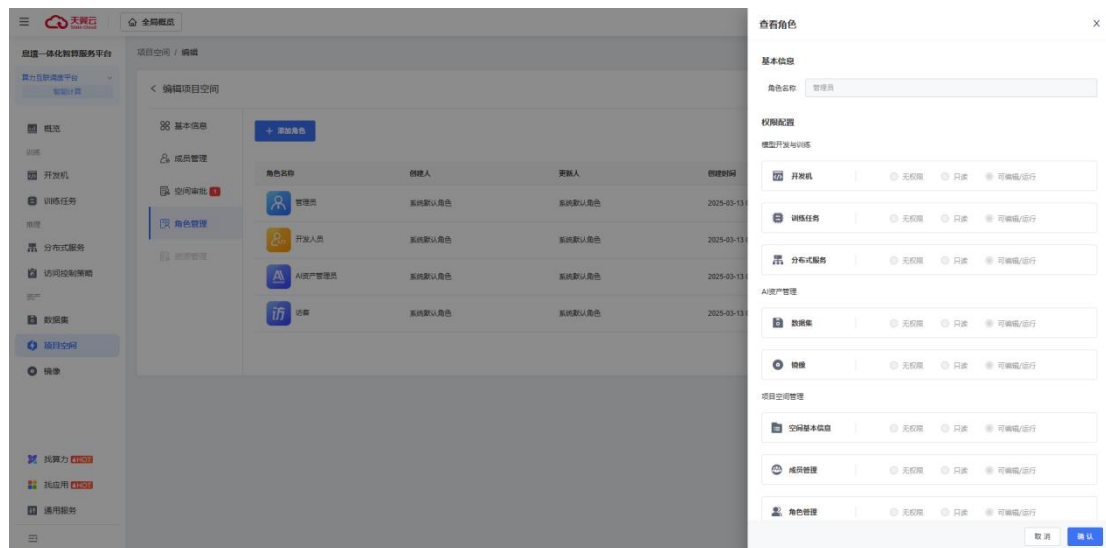 天翼云
State Cloud
全局概览
息壤一体化智算服务平台
算力互联调度平台
智能计算
概览
训练
开发机
训练任务
推理
分布式服务
访问控制策略
资产
数据集
项目空间
镜像
找算力 HOT
找应用 HOT
通用服务
项目空间 / 编辑
编辑项目空间
基本信息
成员管理
空间审批 1
角色管理
+ 添加角色
角色名称 创建人 更新人 创建时间
管理员 系统默认角色 系统默认角色 2025-03-13
开发人员 系统默认角色 系统默认角色 2025-03-13
AI资产管理员 系统默认角色 系统默认角色 2025-03-13
访客 系统默认角色 系统默认角色 2025-03-13
查看角色
基本信息
角色名称 管理员
权限配置
模型开发与训练
开发机 无权限 只读 可编辑/运行
训练任务 无权限 只读 可编辑/运行
分布式服务 无权限 只读 可编辑/运行
AI资产管理
数据集 无权限 只读 可编辑/运行
镜像 无权限 只读 可编辑/运行
项目空间管理
空间基本信息 无权限 只读 可编辑/运行
成员管理 无权限 只读 可编辑/运行
角色管理 无权限 只读 可编辑/运行
取消 确认